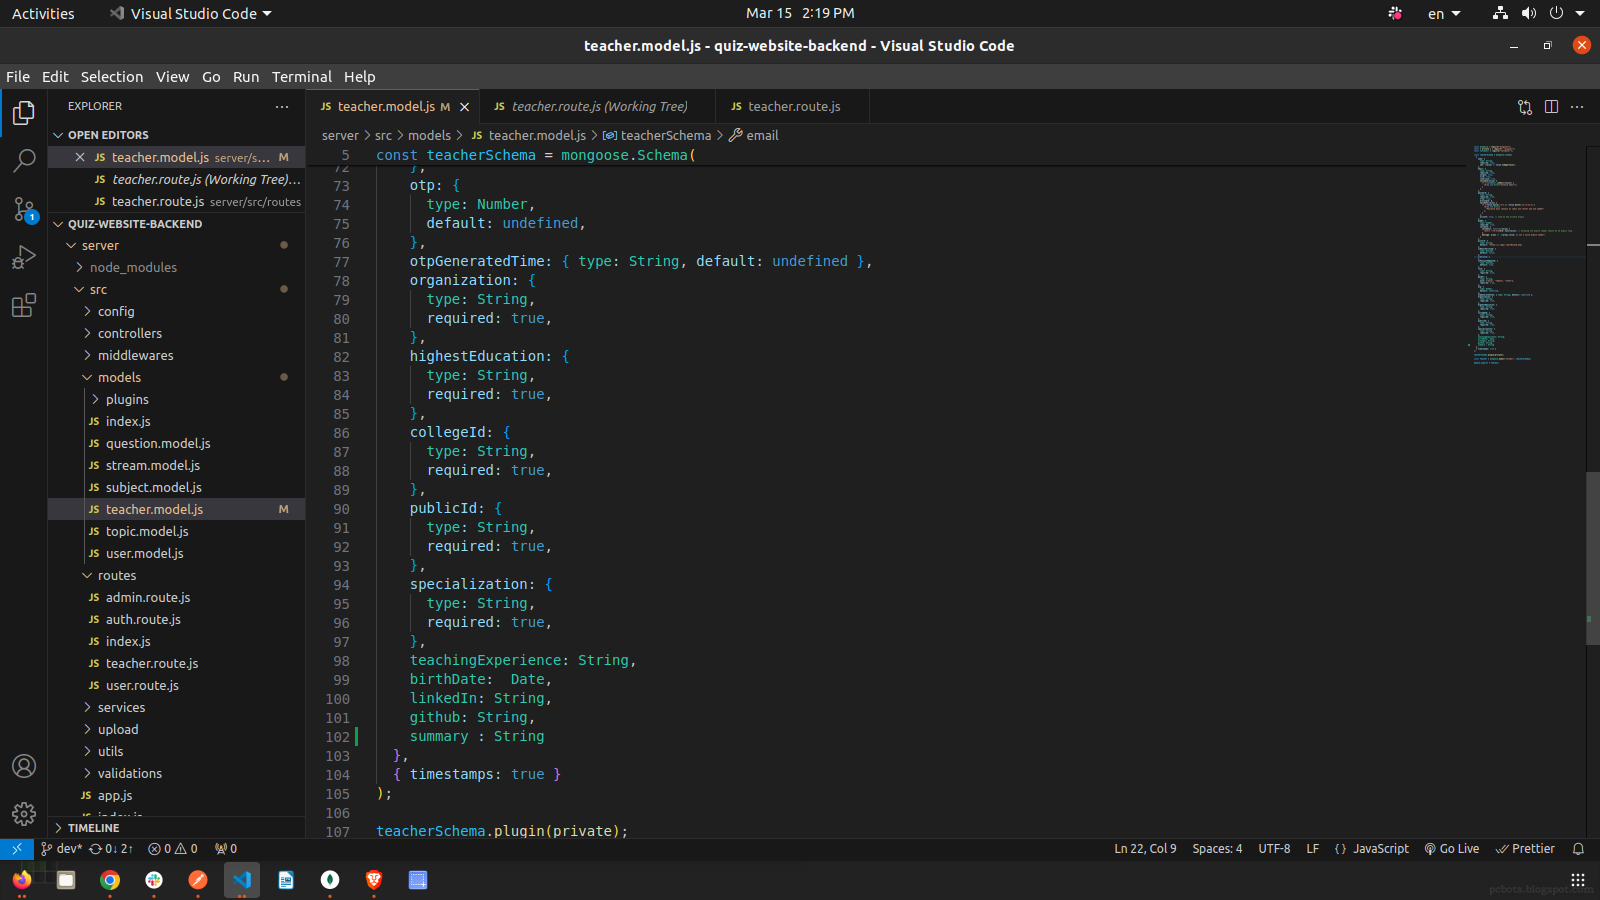 Activities
Visual Studio Code
Mar 15 2:19 PM
en
teacher.model.js - quiz-website-backend - Visual Studio Code
File Edit Selection View Go Run Terminal Help
EXPLORER
OPEN EDITORS
JS teacher.model.js server/s... M
JS teacher.route.js (Working Tree)...
JS teacher.route.js server/src/routes
QUIZ-WEBSITE-BACKEND
server
node_modules
src
config
controllers
middlewares
models
plugins
JS index.js
JS question.model.js
JS stream.model.js
JS subject.model.js
JS teacher.model.js M
JS topic.model.js
JS user.model.js
routes
JS admin.route.js
JS auth.route.js
JS index.js
JS teacher.route.js
JS user.route.js
services
upload
utils
validations
JS app.js
JS index.js
TIMELINE
1
JS teacher.model.js M
JS teacher.route.js (Working Tree)
JS teacher.route.js
server > src > models > JS teacher.model.js > teacherSchema > email
5 const teacherSchema = mongoose.Schema(
72 },
73 otp: {
74 type: Number,
75 default: undefined,
76 },
77 otpGeneratedTime: { type: String, default: undefined },
78 organization: {
79 type: String,
80 required: true,
81 },
82 highestEducation: {
83 type: String,
84 required: true,
85 },
86 collegeId: {
87 type: String,
88 required: true,
89 },
90 publicId: {
91 type: String,
92 required: true,
93 },
94 specialization: {
95 type: String,
96 required: true,
97 },
98 teachingExperience: String,
99 birthDate:  Date,
100 linkedIn: String,
101 github: String,
102 summary : String
103 },
104 { timestamps: true }
105 );
106
107 teacherSchema.plugin(private);
dev* 0↓ 2↑ 0 0 0
Ln 22, Col 9 Spaces: 4 UTF-8 LF {} JavaScript Go Live Prettier
pcbots.blogspot.com